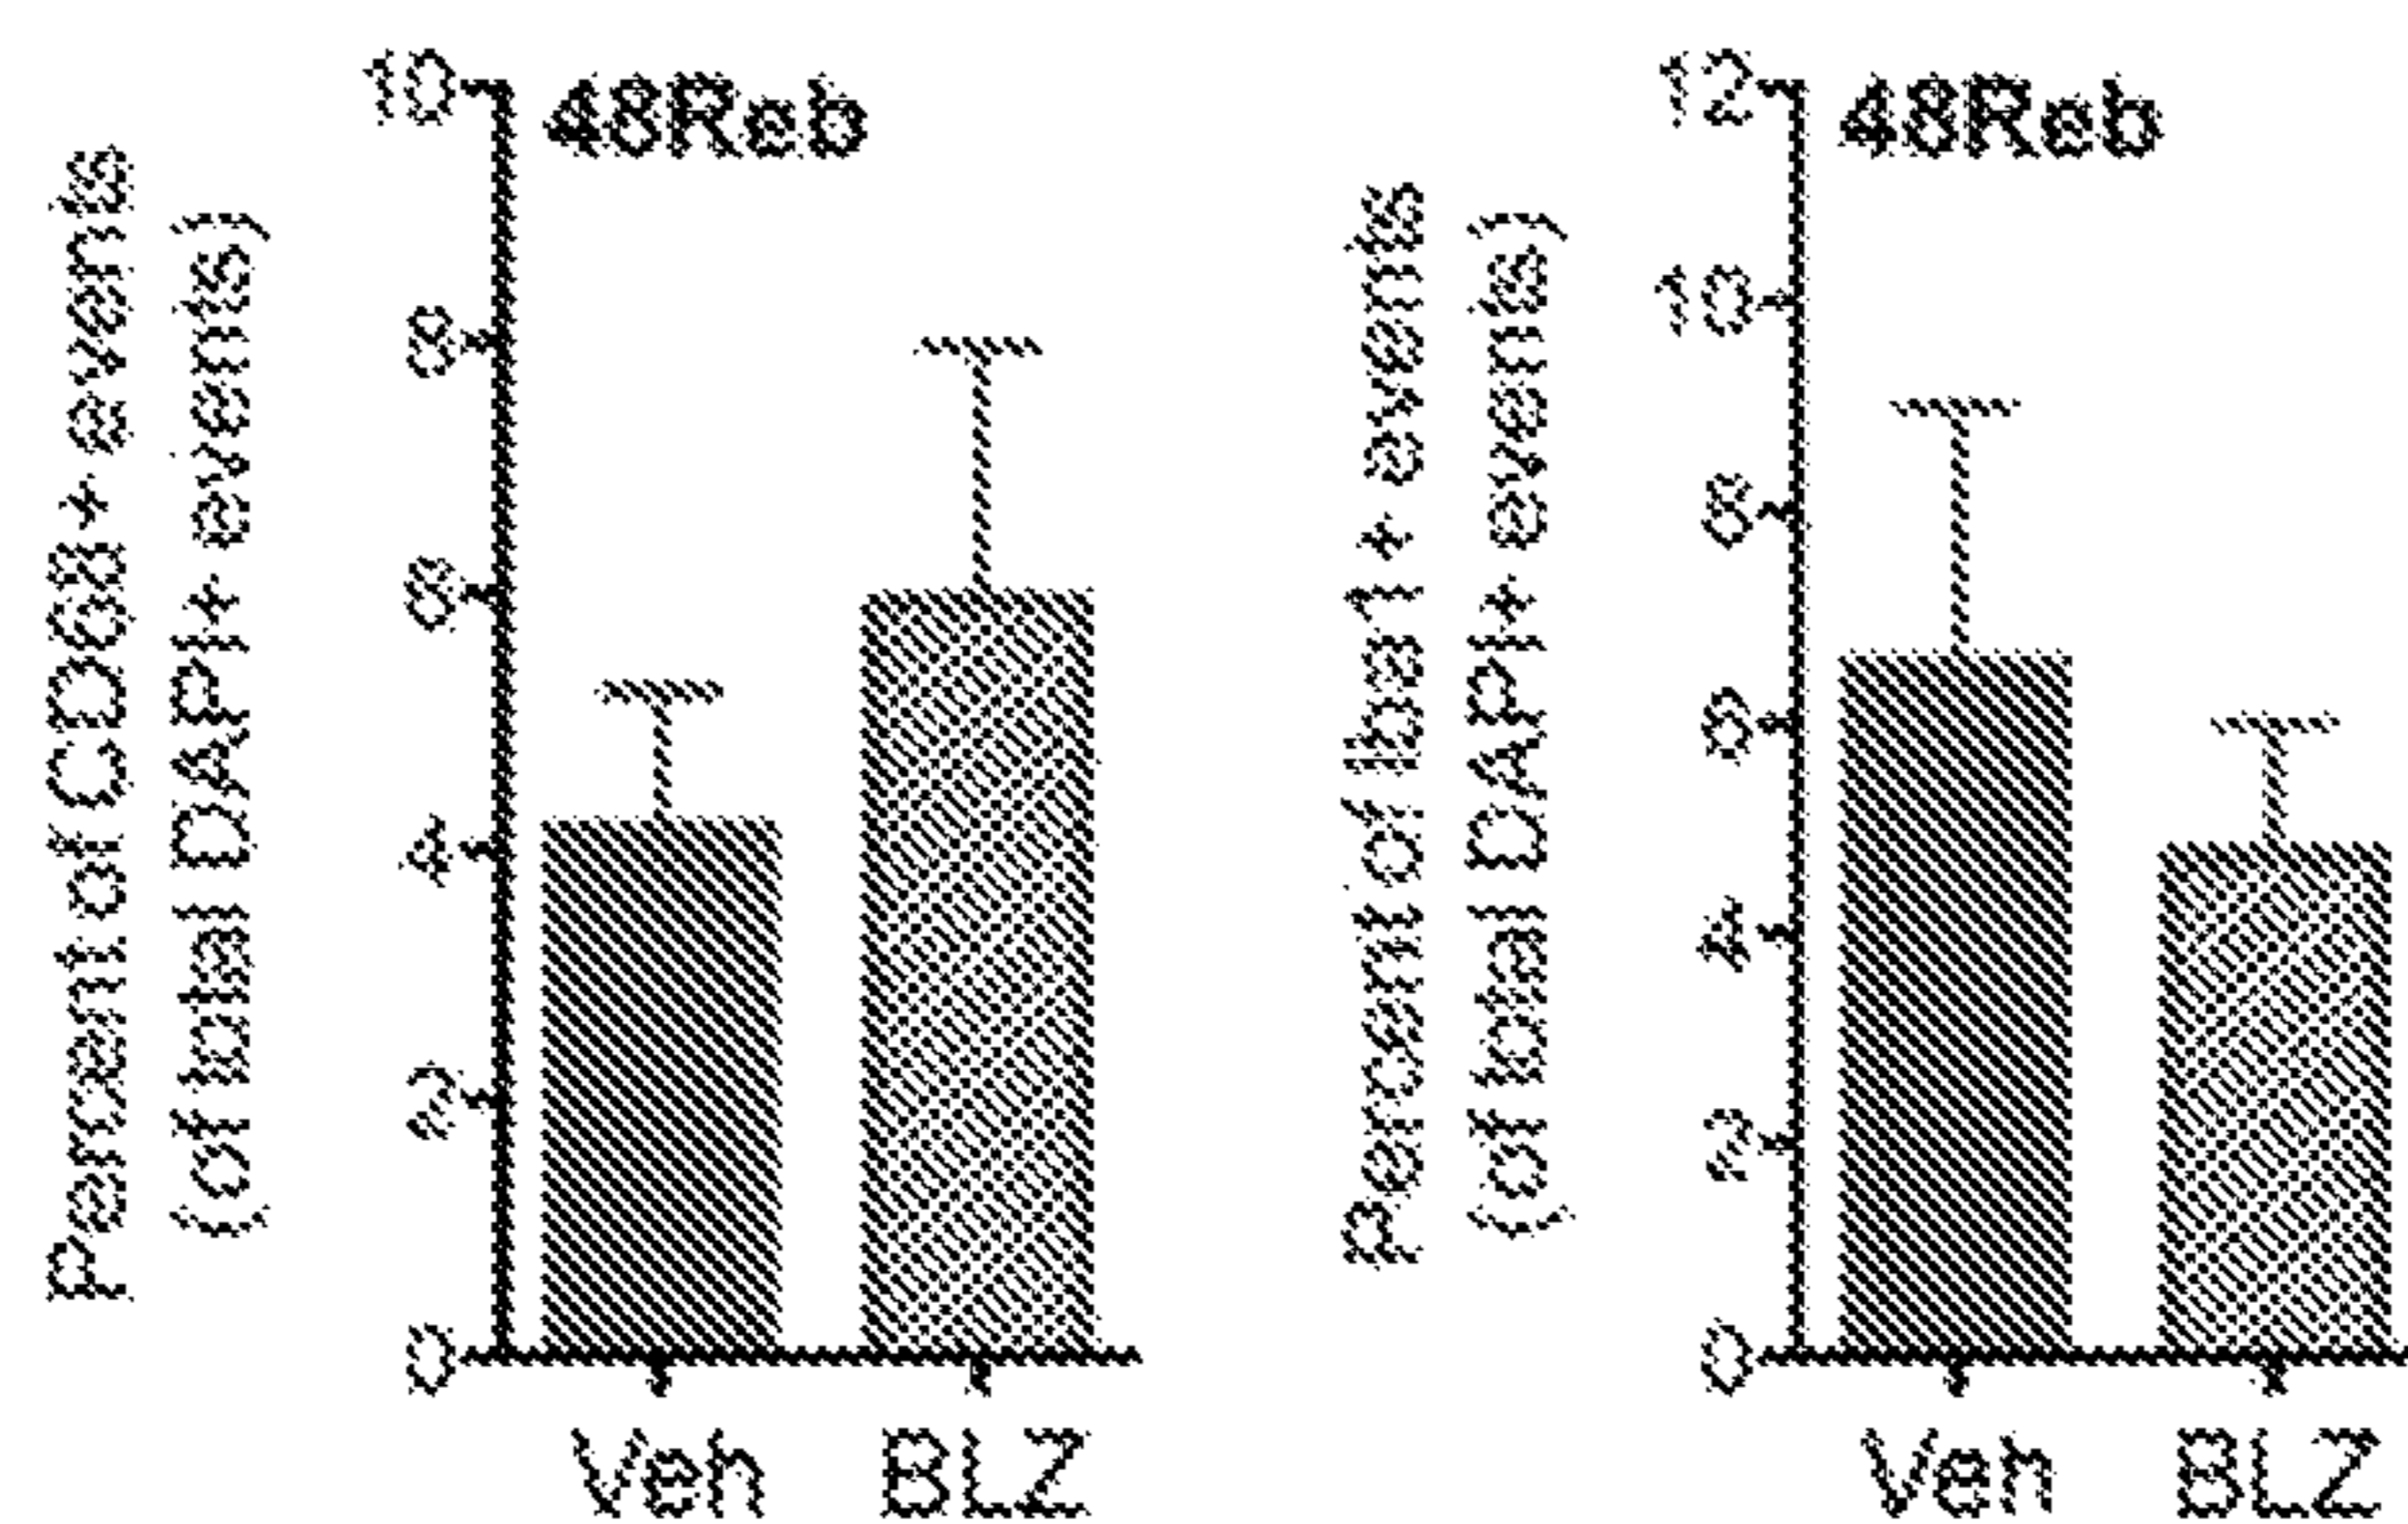 Percent of CD68+ events
(of total DAPI+ events)
48Reb
10
8
6
4
2
0
Veh BLZ
Percent of Iba1+ events
(of total DAPI+ events)
48Reb
12
10
8
6
4
2
0
Veh BLZ